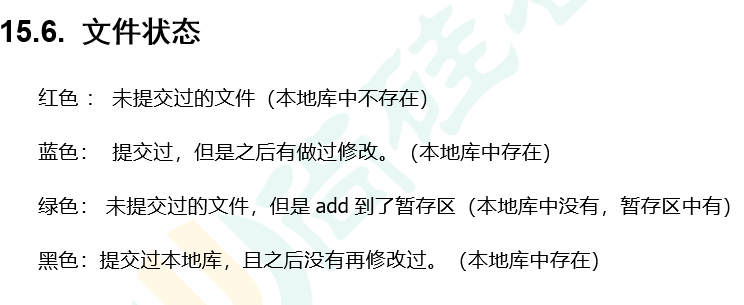 15.6. 文件状态
红色： 未提交过的文件（本地库中不存在）
蓝色： 提交过，但是之后有做过修改。（本地库中存在）
绿色： 未提交过的文件，但是 add 到了暂存区（本地库中没有，暂存区中有）
黑色：提交过本地库，且之后没有再修改过。（本地库中存在）